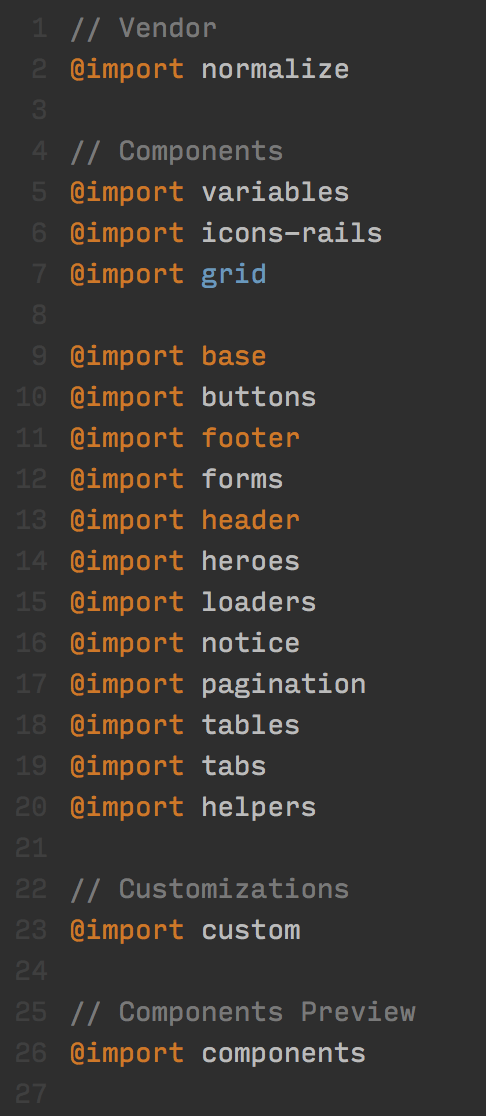 1 // Vendor
2 @import normalize
3
4 // Components
5 @import variables
6 @import icons-rails
7 @import grid
8
9 @import base
10 @import buttons
11 @import footer
12 @import forms
13 @import header
14 @import heroes
15 @import loaders
16 @import notice
17 @import pagination
18 @import tables
19 @import tabs
20 @import helpers
21
22 // Customizations
23 @import custom
24
25 // Components Preview
26 @import components
27